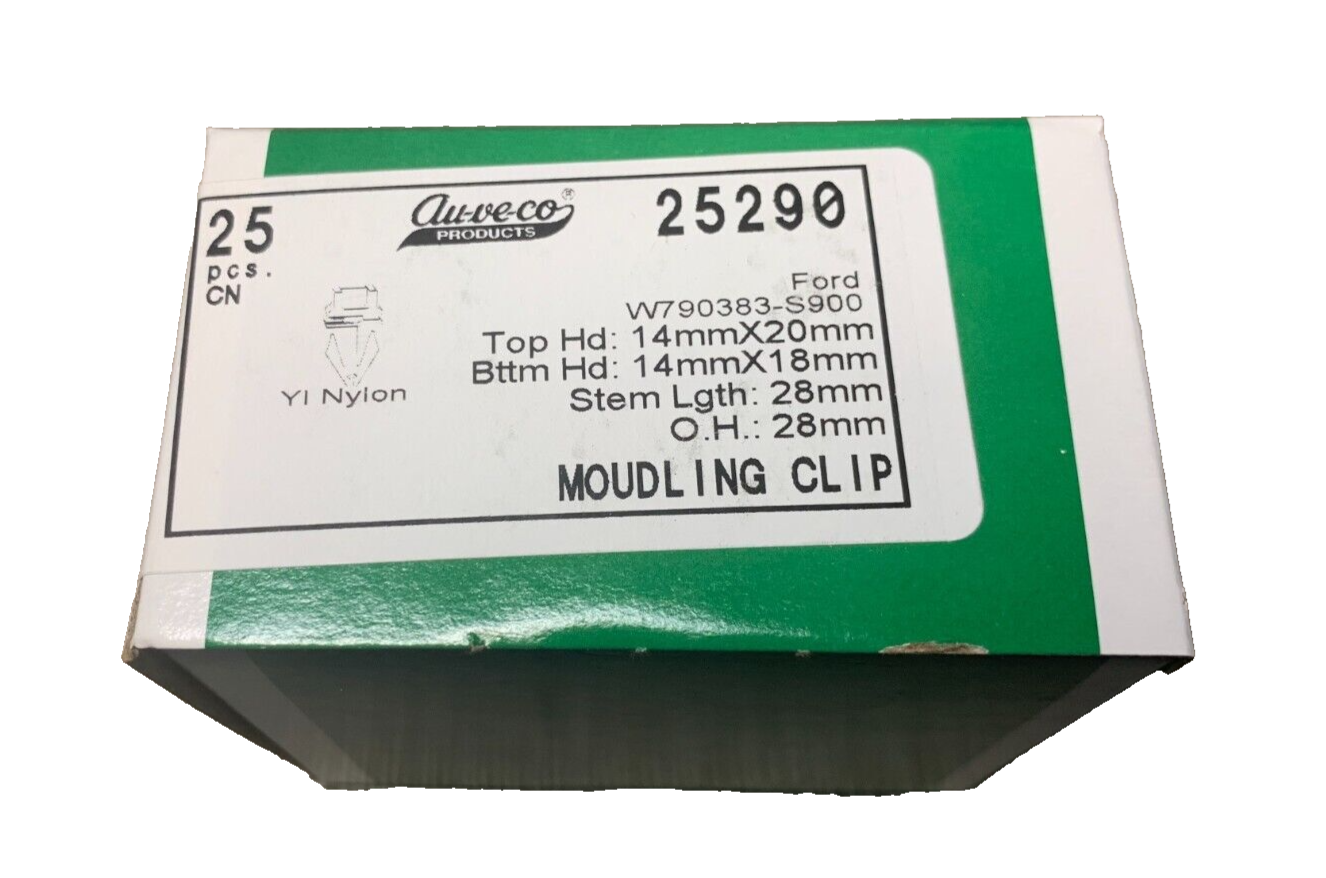 25
pcs.
CN
Au-ve-co®
PRODUCTS
25290
Ford
W790383-S900
Top Hd: 14mmX20mm
Bttm Hd: 14mmX18mm
Stem Lgth: 28mm
O.H.: 28mm
YI Nylon
MOUDLING CLIP